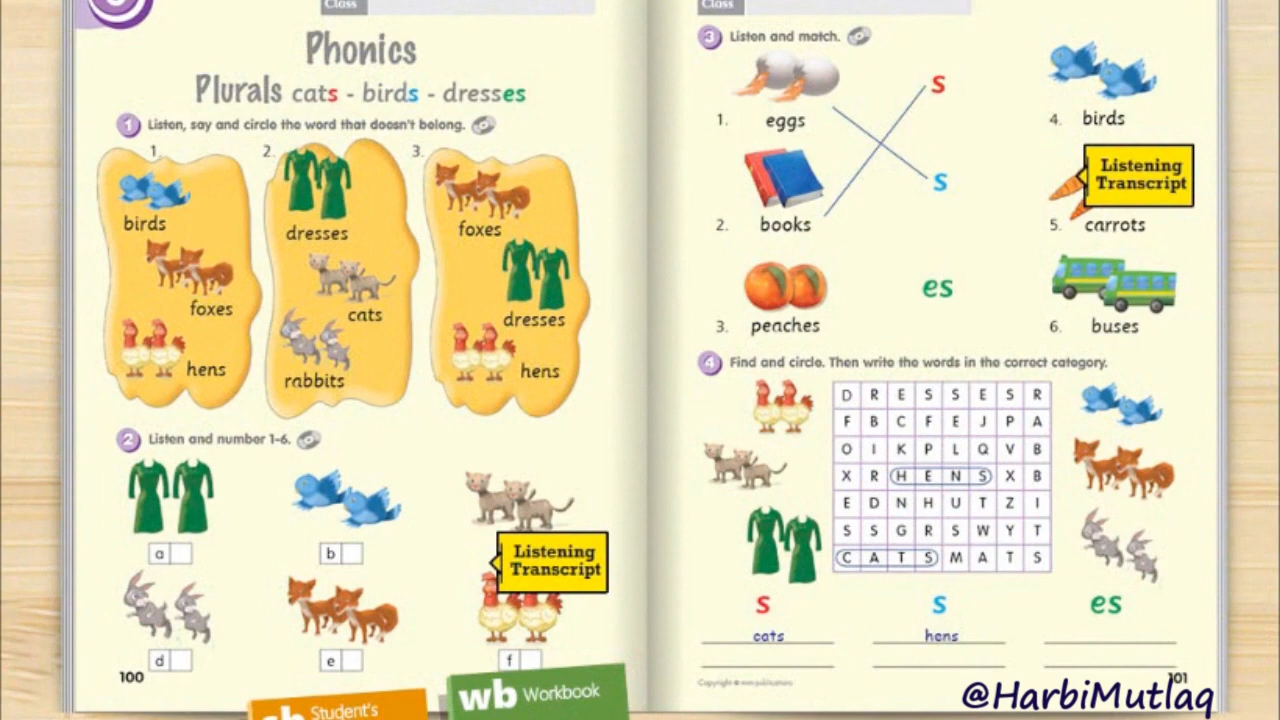 Class
Phonics
Plurals cats - birds - dresses
1 Listen, say and circle the word that doesn't belong.
1.
birds
foxes
hens
2.
dresses
cats
rabbits
3.
foxes
dresses
hens
2 Listen and number 1-6.
a
b
Listening
Transcript
d
e
f
100
Student's
wb Workbook
Class
3 Listen and match.
1. eggs
2. books
3. peaches
s
s
es
4. birds
Listening
Transcript
5. carrots
6. buses
4 Find and circle. Then write the words in the correct category.
D R E S S E S R
F B C F E J P A
O I K P L Q V B
X R H E N S X B
E D N H U T Z I
S S G R S W Y T
C A T S M A T S
s s es
cats hens
Copyright © mm publications
101
@HarbiMutlaq